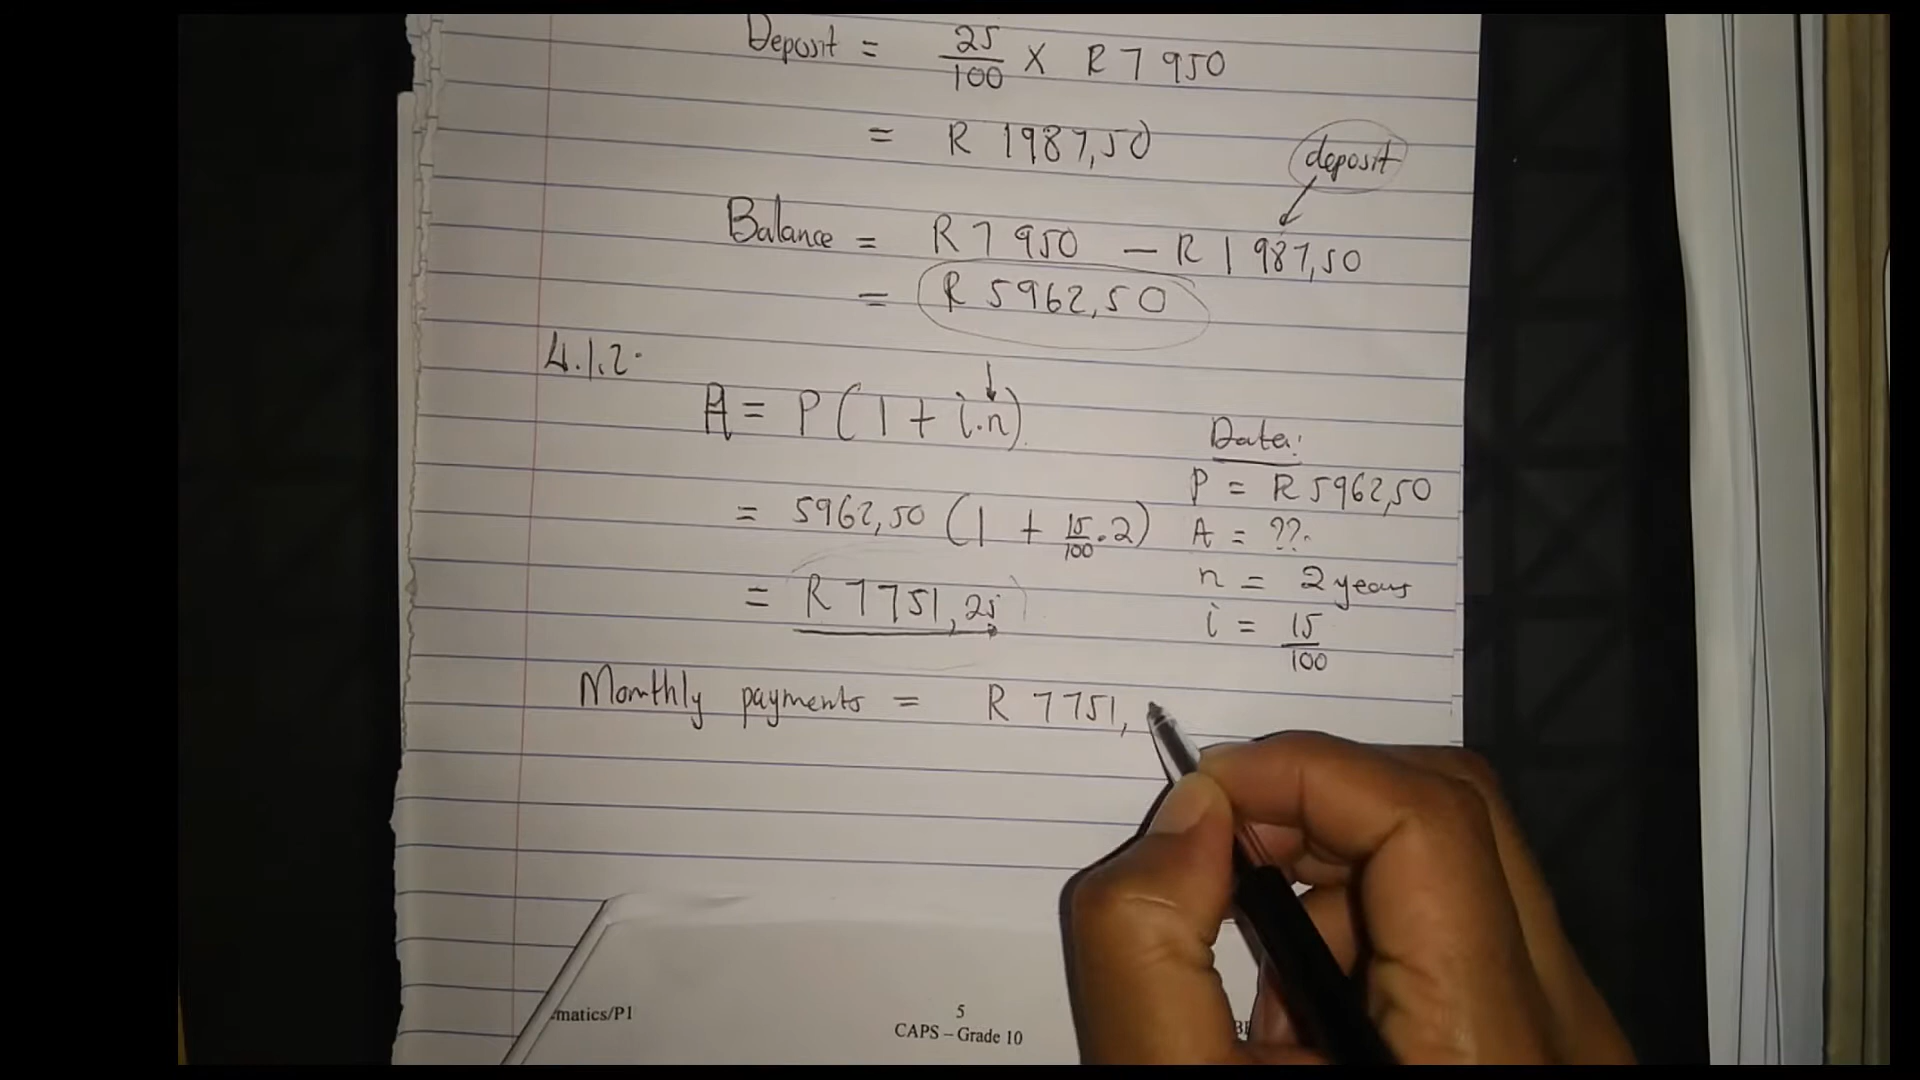 Deposit = 25/100 X R 7 950
= R 1987,50
deposit
Balance = R 7 950 — R 1 987,50
= R 5962,50
4.1.2.
A = P ( 1 + i.n )
Data:
P = R 5962,50
= 5962,50 ( 1 + 15/100 . 2 )
A = ??.
n = 2 years
= R 7751,25
i = 15/100
Monthly payments = R 7751,
matics/P1
5
CAPS – Grade 10